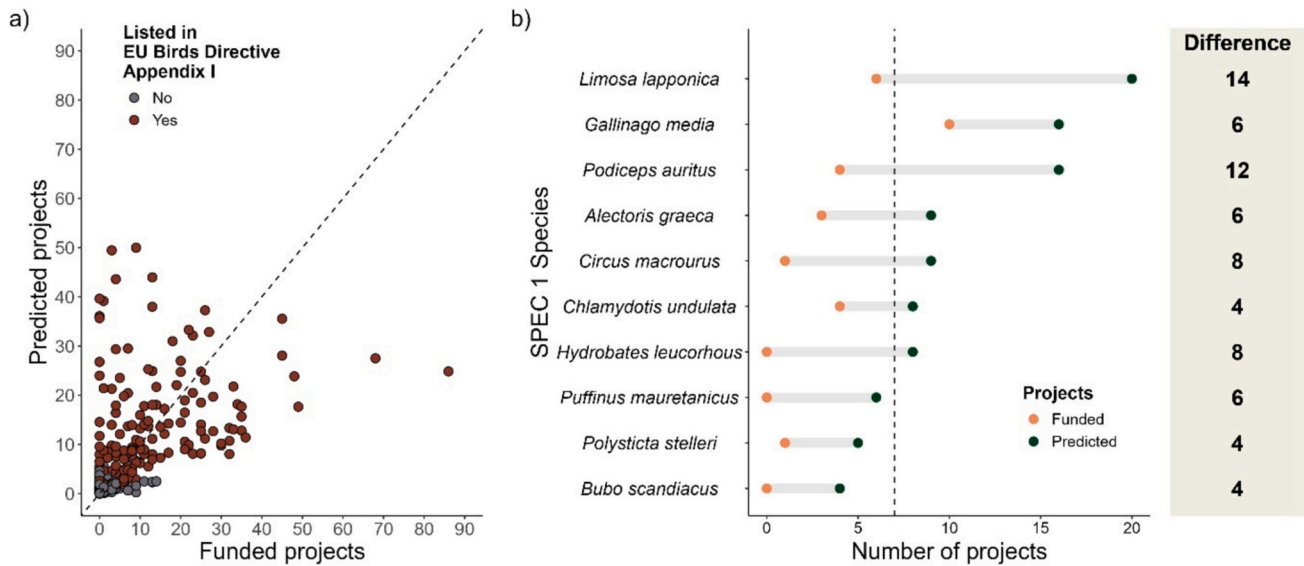 a)
Listed in
EU Birds Directive
Appendix I
No
Yes
Predicted projects
90
80
70
60
50
40
30
20
10
0
0 10 20 30 40 50 60 70 80 90
Funded projects
b)
Difference
SPEC 1 Species
Limosa lapponica 14
Gallinago media 6
Podiceps auritus 12
Alectoris graeca 6
Circus macrourus 8
Chlamydotis undulata 4
Hydrobates leucorhous 8
Puffinus mauretanicus 6
Polysticta stelleri 4
Bubo scandiacus 4
Projects
Funded
Predicted
0 5 10 15 20
Number of projects